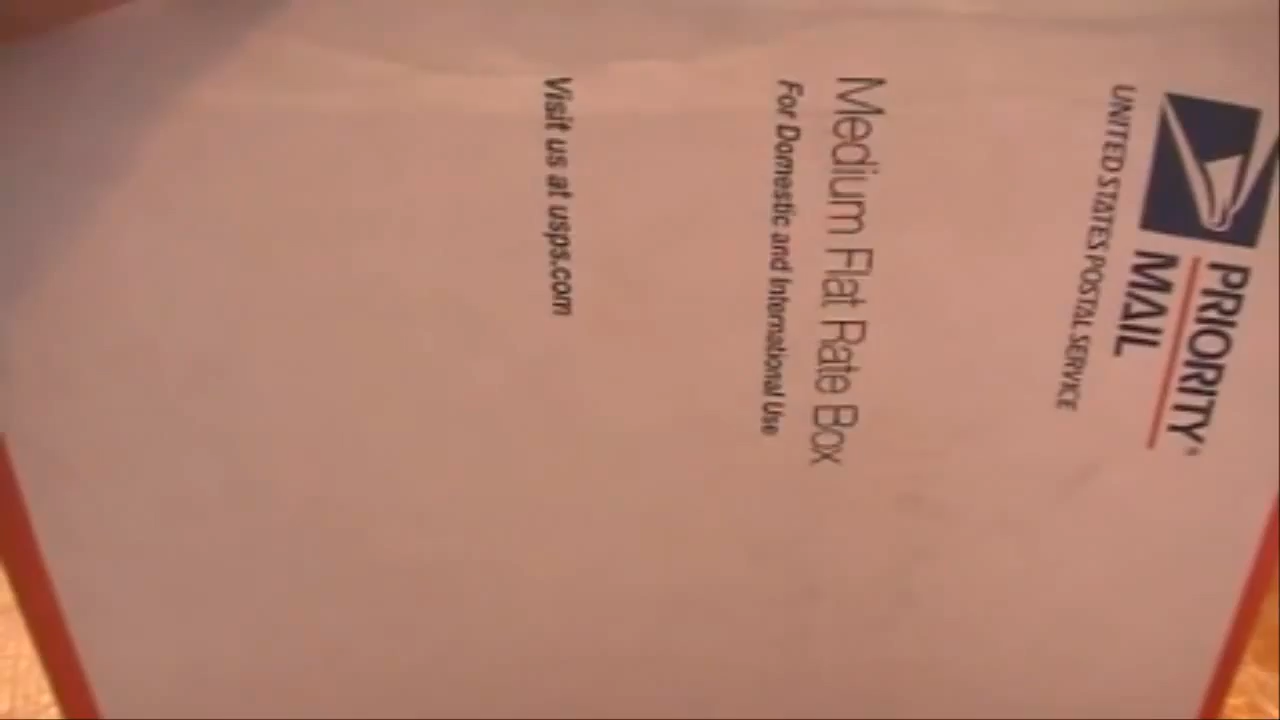 PRIORITY®
MAIL
UNITED STATES POSTAL SERVICE
Medium Flat Rate Box
For Domestic and International Use
Visit us at usps.com